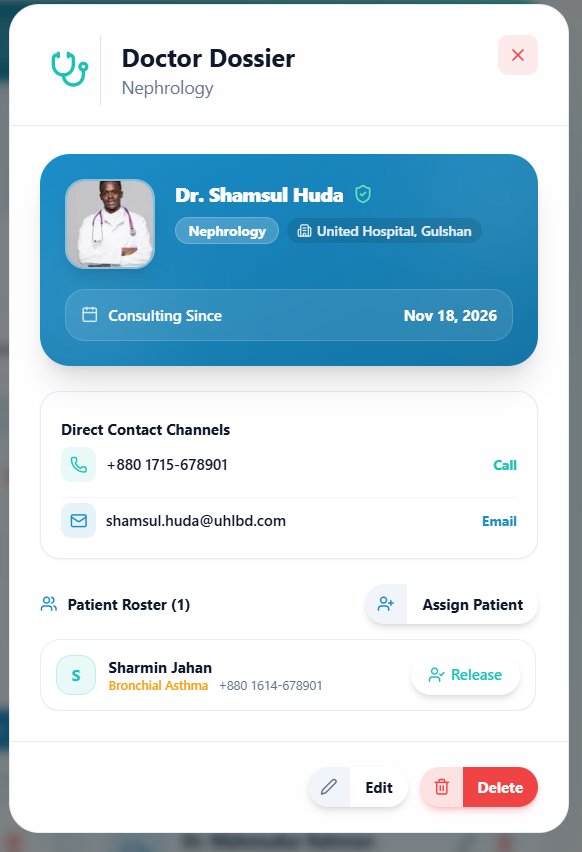 Doctor Dossier
Nephrology
Dr. Shamsul Huda
Nephrology United Hospital, Gulshan
Consulting Since Nov 18, 2026
Direct Contact Channels
+880 1715-678901 Call
shamsul.huda@uhlbd.com Email
Patient Roster (1) Assign Patient
S
Sharmin Jahan
Bronchial Asthma +880 1614-678901
Release
Edit Delete